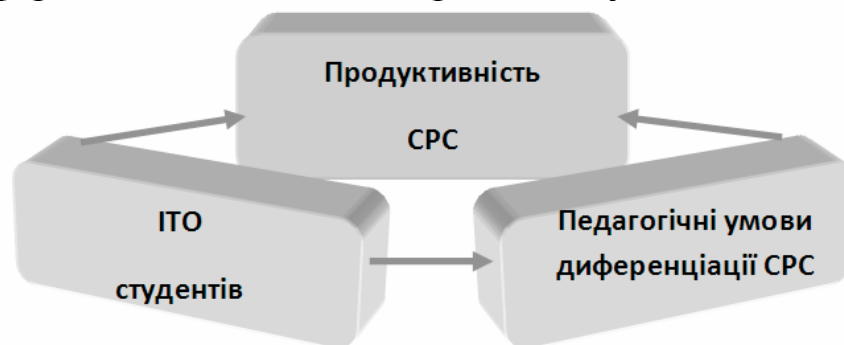 Продуктивність
СРС
ІТО
студентів
Педагогічні умови
диференціації СРС